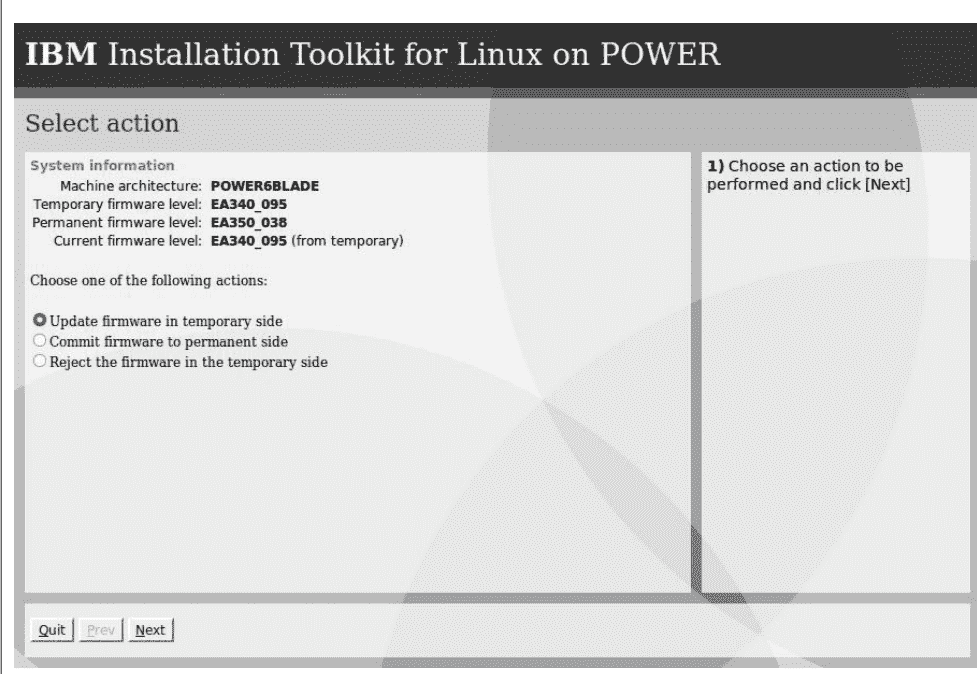 IBM Installation Toolkit for Linux on POWER
Select action
System information
Machine architecture: POWER6BLADE
Temporary firmware level: EA340_095
Permanent firmware level: EA350_038
Current firmware level: EA340_095 (from temporary)
Choose one of the following actions:
Update firmware in temporary side
Commit firmware to permanent side
Reject the firmware in the temporary side
1) Choose an action to be
performed and click [Next]
Quit Prev Next